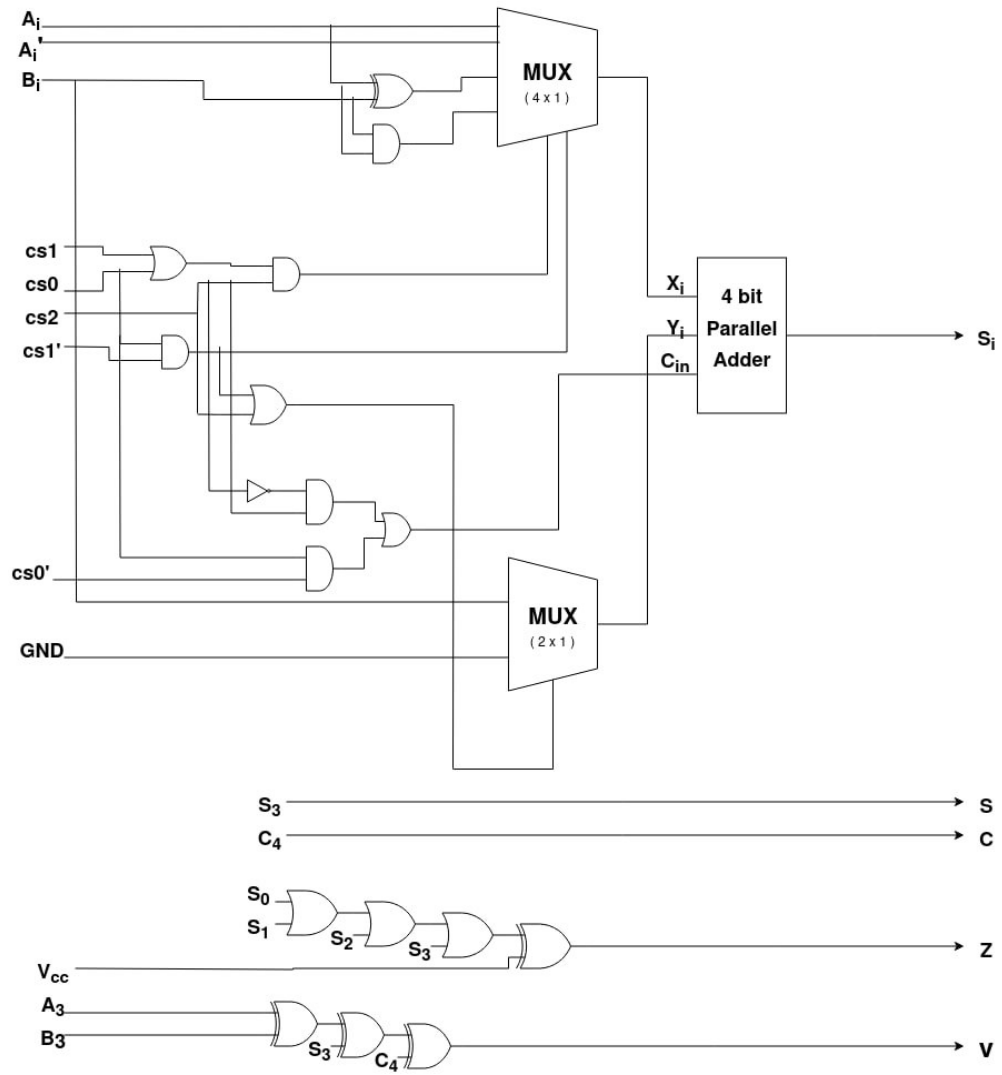 Ai
Ai'
Bi
MUX
( 4 x 1 )
cs1
cs0
cs2
cs1'
Xi
Yi
Cin
4 bit
Parallel
Adder
Si
cs0'
GND
MUX
( 2 x 1 )
S3
S
C4
C
S0
S1
S2
S3
Z
Vcc
A3
B3
S3
C4
V